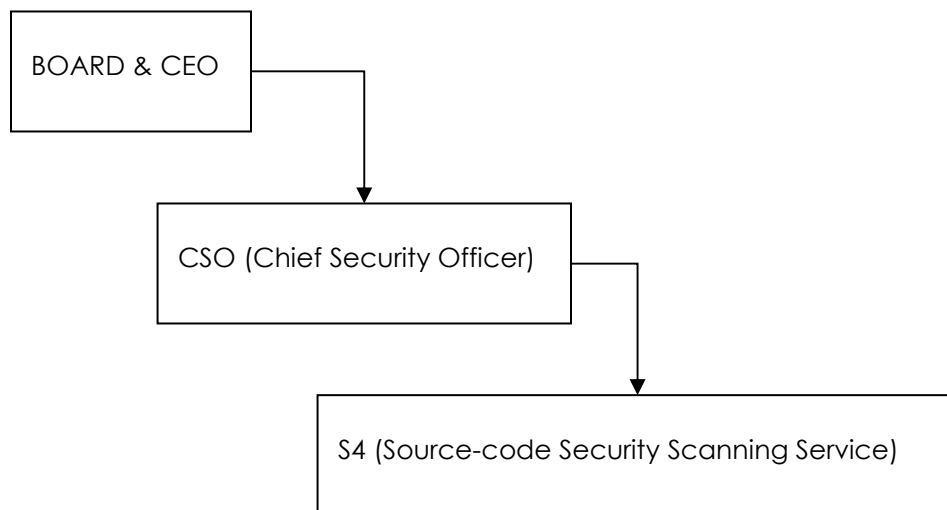 BOARD & CEO
CSO (Chief Security Officer)
S4 (Source-code Security Scanning Service)